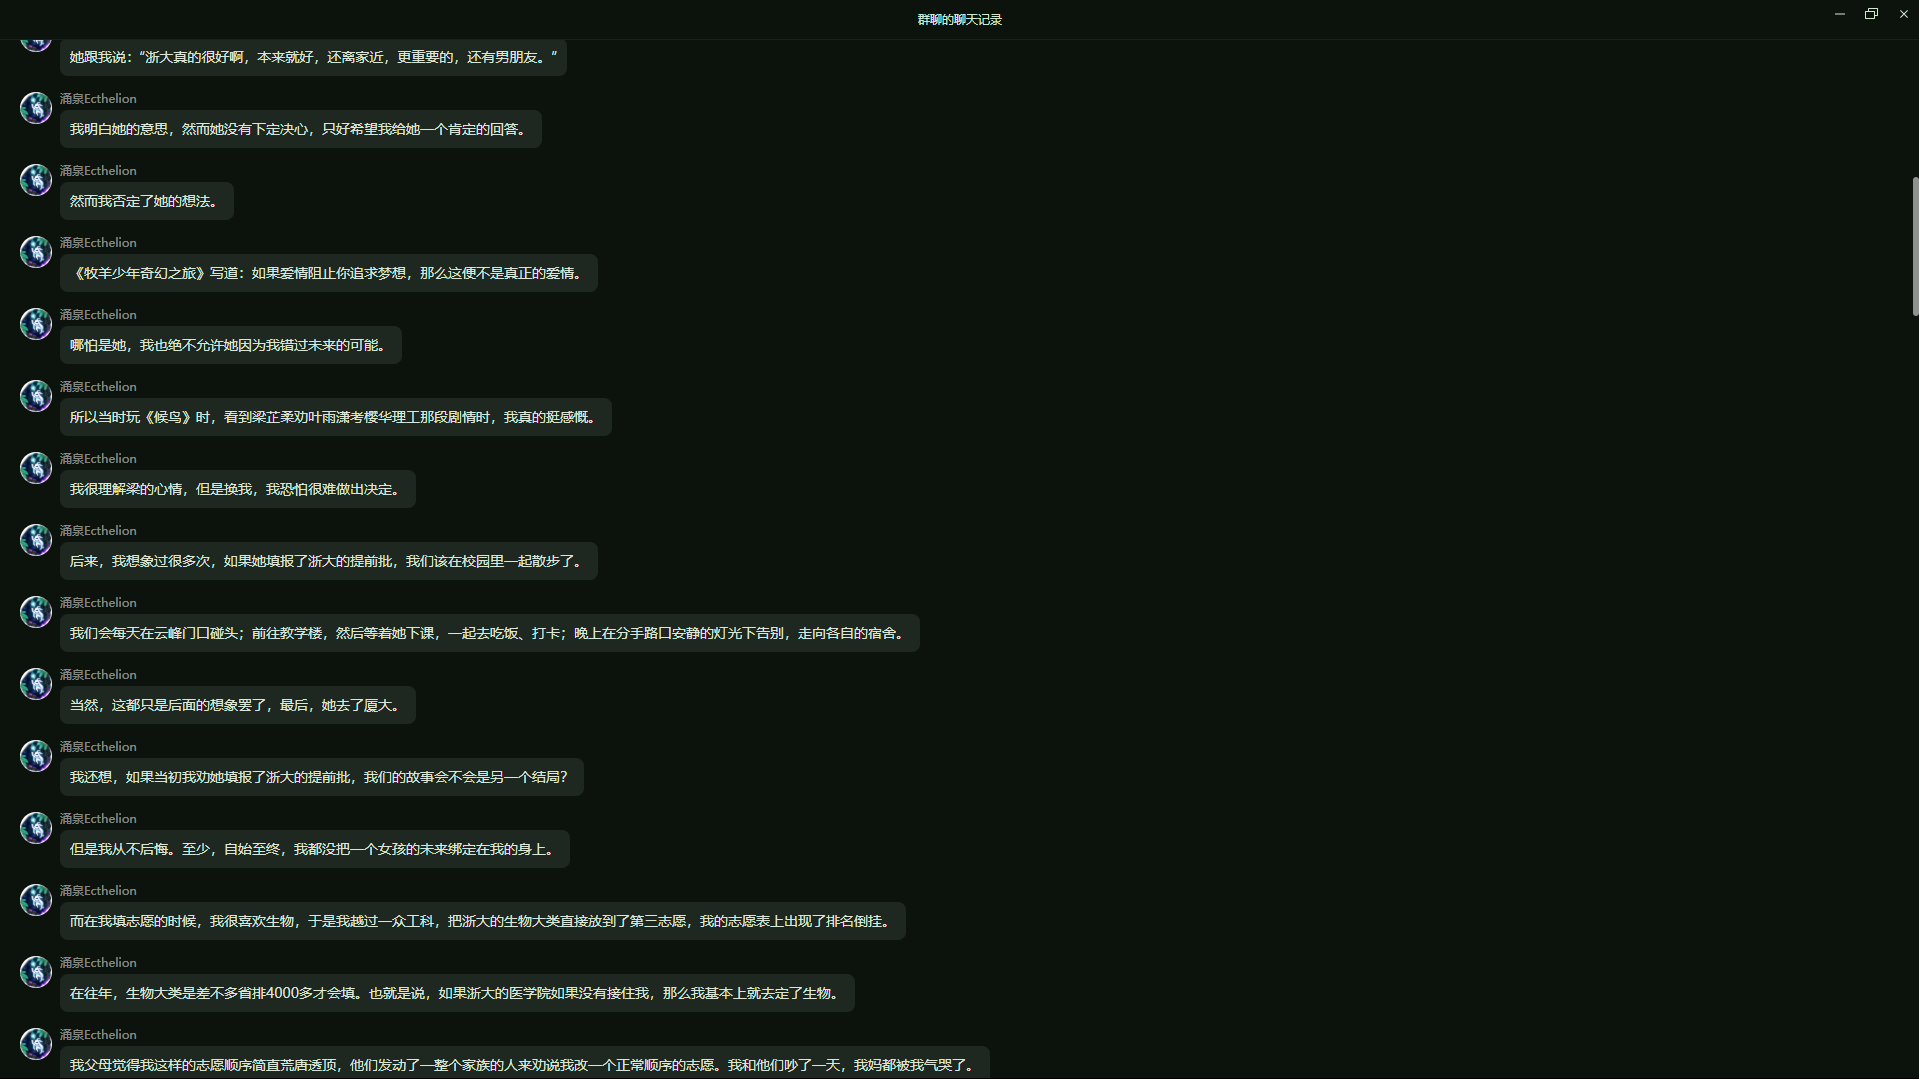 群聊的聊天记录
她跟我说：“浙大真的很好啊，本来就好，还离家近，更重要的，还有男朋友。”
涌泉Ecthelion
我明白她的意思，然而她没有下定决心，只好希望我给她一个肯定的回答。
涌泉Ecthelion
然而我否定了她的想法。
涌泉Ecthelion
《牧羊少年奇幻之旅》写道：如果爱情阻止你追求梦想，那么这便不是真正的爱情。
涌泉Ecthelion
哪怕是她，我也绝不允许她因为我错过未来的可能。
涌泉Ecthelion
所以当时玩《候鸟》时，看到梁芷柔劝叶雨潇考樱华理工那段剧情时，我真的挺感慨。
涌泉Ecthelion
我很理解梁的心情，但是换我，我恐怕很难做出决定。
涌泉Ecthelion
后来，我想象过很多次，如果她填报了浙大的提前批，我们该在校园里一起散步了。
涌泉Ecthelion
我们会每天在云峰门口碰头；前往教学楼，然后等着她下课，一起去吃饭、打卡；晚上在分手路口安静的灯光下告别，走向各自的宿舍。
涌泉Ecthelion
当然，这都只是后面的想象罢了，最后，她去了厦大。
涌泉Ecthelion
我还想，如果当初我劝她填报了浙大的提前批，我们的故事会不会是另一个结局？
涌泉Ecthelion
但是我从不后悔。至少，自始至终，我都没把一个女孩的未来绑定在我的身上。
涌泉Ecthelion
而在我填志愿的时候，我很喜欢生物，于是我越过一众工科，把浙大的生物大类直接放到了第三志愿，我的志愿表上出现了排名倒挂。
涌泉Ecthelion
在往年，生物大类是差不多省排4000多才会填。也就是说，如果浙大的医学院如果没有接住我，那么我基本上就去定了生物。
涌泉Ecthelion
我父母觉得我这样的志愿顺序简直荒唐透顶，他们发动了一整个家族的人来劝说我改一个正常顺序的志愿。我和他们吵了一天，我妈都被我气哭了。